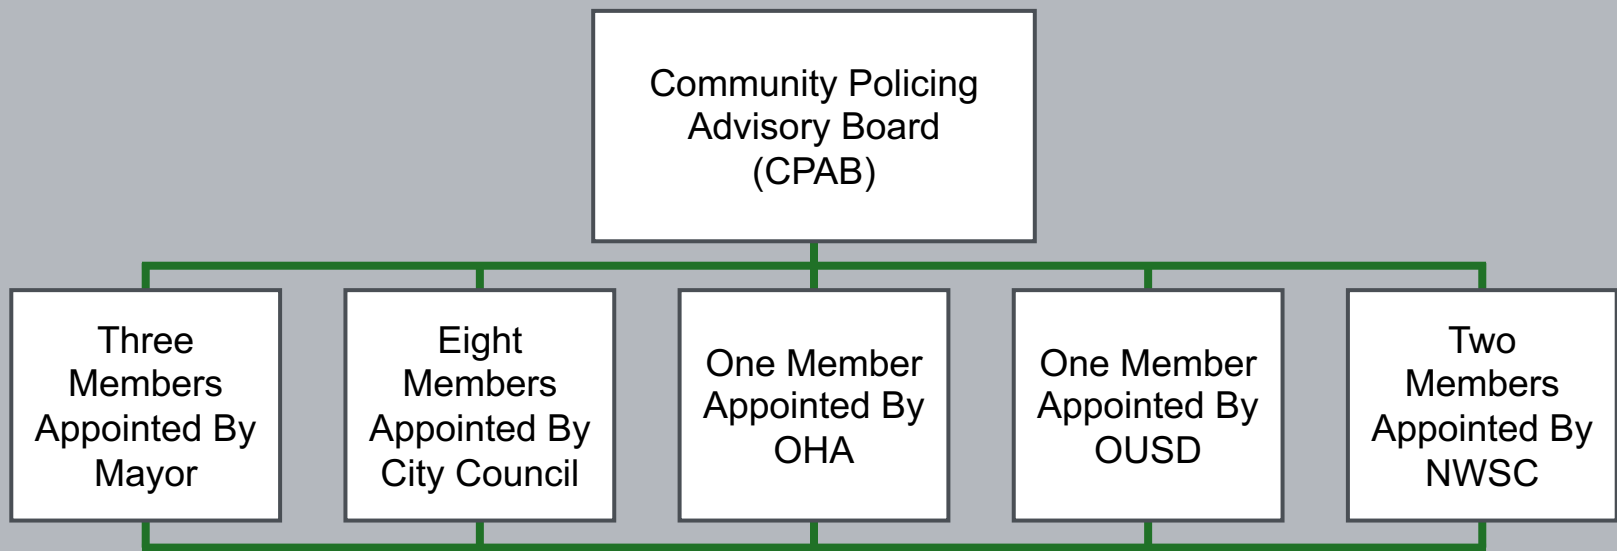 Community Policing
Advisory Board
(CPAB)
Three
Members
Appointed By
Mayor
Eight
Members
Appointed By
City Council
One Member
Appointed By
OHA
One Member
Appointed By
OUSD
Two
Members
Appointed By
NWSC